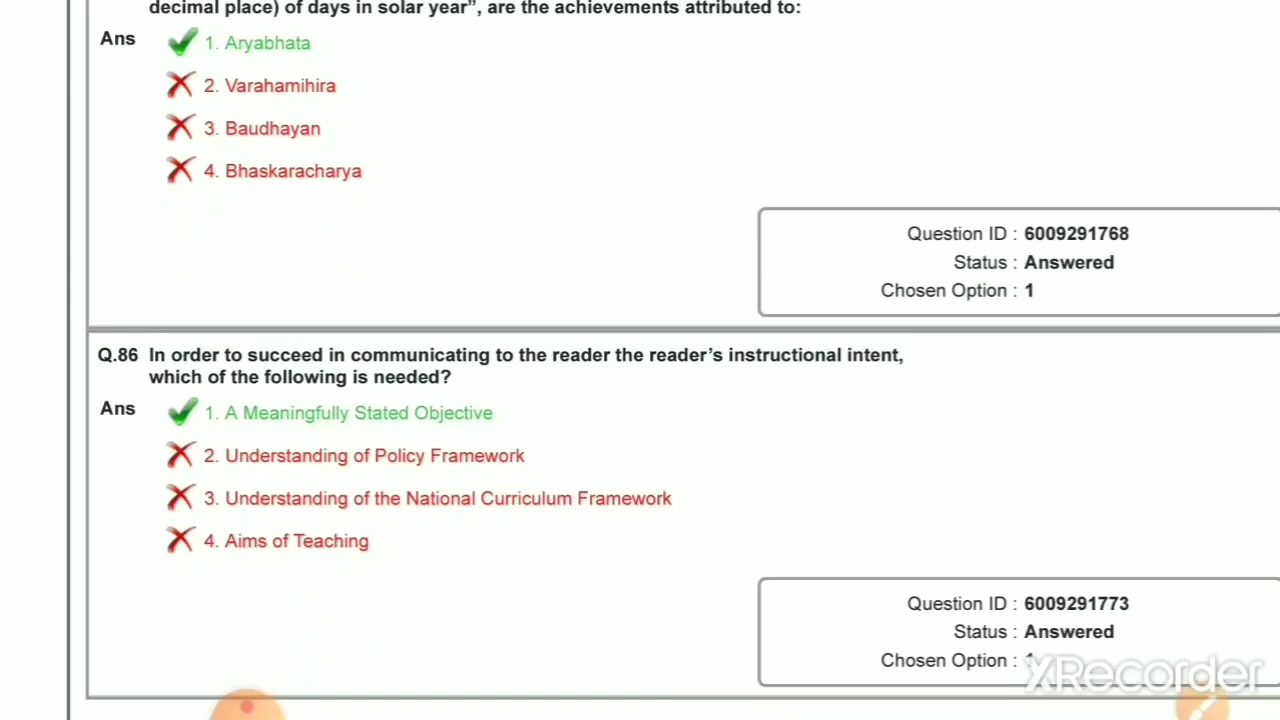 decimal place) of days in solar year”, are the achievements attributed to:
Ans
1. Aryabhata
2. Varahamihira
3. Baudhayan
4. Bhaskaracharya
Question ID : 6009291768
Status : Answered
Chosen Option : 1
Q.86 In order to succeed in communicating to the reader the reader’s instructional intent,
which of the following is needed?
Ans
1. A Meaningfully Stated Objective
2. Understanding of Policy Framework
3. Understanding of the National Curriculum Framework
4. Aims of Teaching
Question ID : 6009291773
Status : Answered
Chosen Option : 1
XRecorder